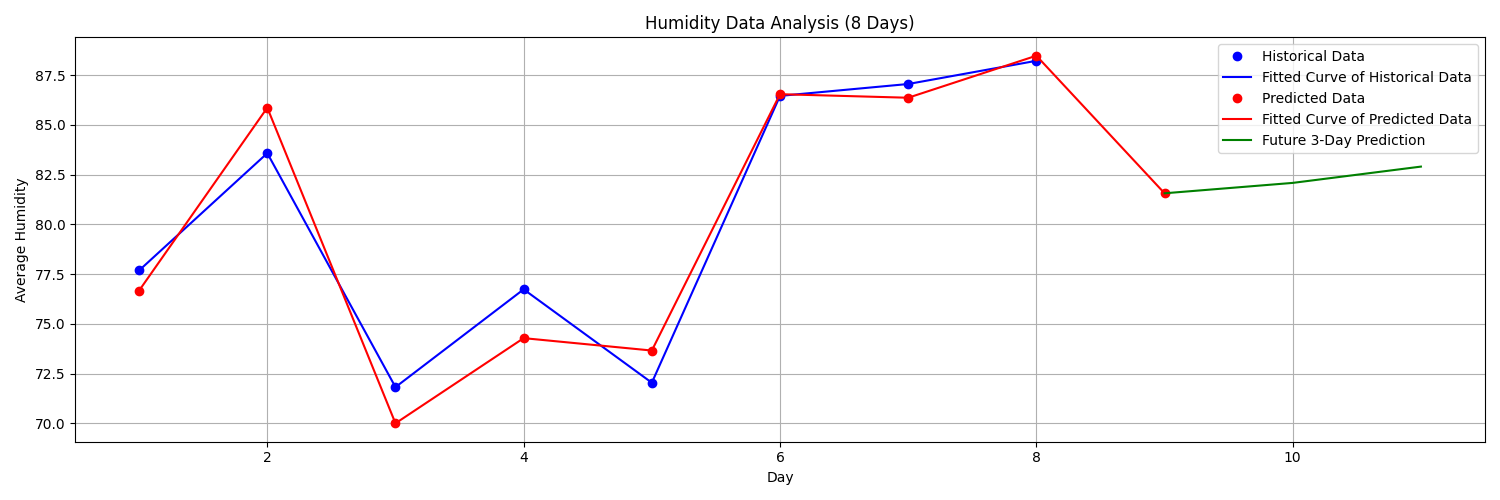 Humidity Data Analysis (8 Days)
Historical Data
Fitted Curve of Historical Data
Predicted Data
Fitted Curve of Predicted Data
Future 3-Day Prediction
Average Humidity
87.5
85.0
82.5
80.0
77.5
75.0
72.5
70.0
2 4 6 8 10
Day